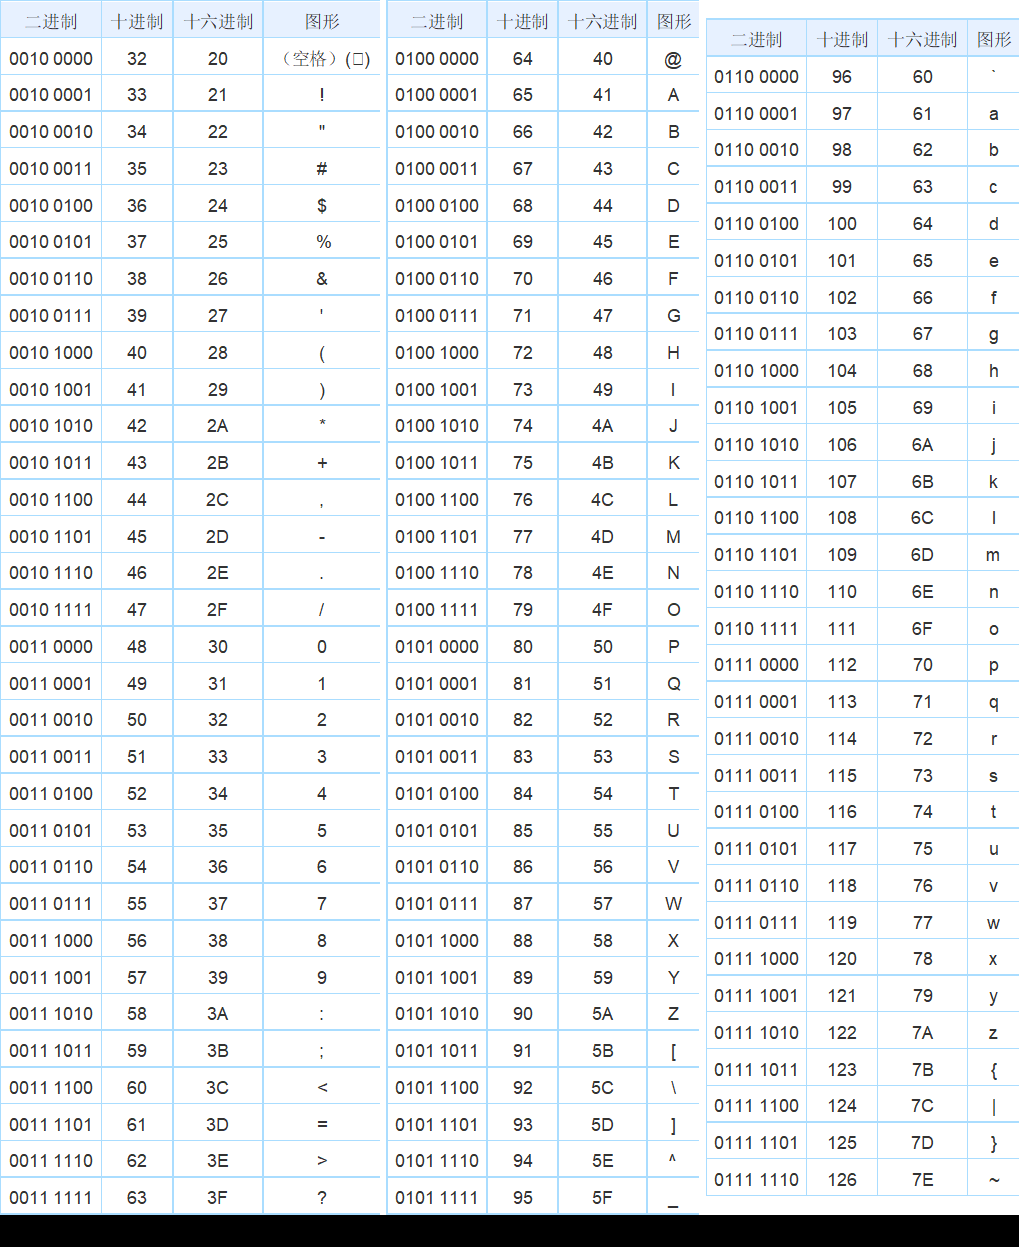 二进制 十进制 十六进制 图形
0010 0000 32 20 （空格）(␠)
0010 0001 33 21 !
0010 0010 34 22 "
0010 0011 35 23 #
0010 0100 36 24 $
0010 0101 37 25 %
0010 0110 38 26 &
0010 0111 39 27 '
0010 1000 40 28 (
0010 1001 41 29 )
0010 1010 42 2A *
0010 1011 43 2B +
0010 1100 44 2C ,
0010 1101 45 2D -
0010 1110 46 2E .
0010 1111 47 2F /
0011 0000 48 30 0
0011 0001 49 31 1
0011 0010 50 32 2
0011 0011 51 33 3
0011 0100 52 34 4
0011 0101 53 35 5
0011 0110 54 36 6
0011 0111 55 37 7
0011 1000 56 38 8
0011 1001 57 39 9
0011 1010 58 3A :
0011 1011 59 3B ;
0011 1100 60 3C <
0011 1101 61 3D =
0011 1110 62 3E >
0011 1111 63 3F ?
二进制 十进制 十六进制 图形
0100 0000 64 40 @
0100 0001 65 41 A
0100 0010 66 42 B
0100 0011 67 43 C
0100 0100 68 44 D
0100 0101 69 45 E
0100 0110 70 46 F
0100 0111 71 47 G
0100 1000 72 48 H
0100 1001 73 49 I
0100 1010 74 4A J
0100 1011 75 4B K
0100 1100 76 4C L
0100 1101 77 4D M
0100 1110 78 4E N
0100 1111 79 4F O
0101 0000 80 50 P
0101 0001 81 51 Q
0101 0010 82 52 R
0101 0011 83 53 S
0101 0100 84 54 T
0101 0101 85 55 U
0101 0110 86 56 V
0101 0111 87 57 W
0101 1000 88 58 X
0101 1001 89 59 Y
0101 1010 90 5A Z
0101 1011 91 5B [
0101 1100 92 5C \
0101 1101 93 5D ]
0101 1110 94 5E ^
0101 1111 95 5F _
二进制 十进制 十六进制 图形
0110 0000 96 60 `
0110 0001 97 61 a
0110 0010 98 62 b
0110 0011 99 63 c
0110 0100 100 64 d
0110 0101 101 65 e
0110 0110 102 66 f
0110 0111 103 67 g
0110 1000 104 68 h
0110 1001 105 69 i
0110 1010 106 6A j
0110 1011 107 6B k
0110 1100 108 6C l
0110 1101 109 6D m
0110 1110 110 6E n
0110 1111 111 6F o
0111 0000 112 70 p
0111 0001 113 71 q
0111 0010 114 72 r
0111 0011 115 73 s
0111 0100 116 74 t
0111 0101 117 75 u
0111 0110 118 76 v
0111 0111 119 77 w
0111 1000 120 78 x
0111 1001 121 79 y
0111 1010 122 7A z
0111 1011 123 7B {
0111 1100 124 7C |
0111 1101 125 7D }
0111 1110 126 7E ~